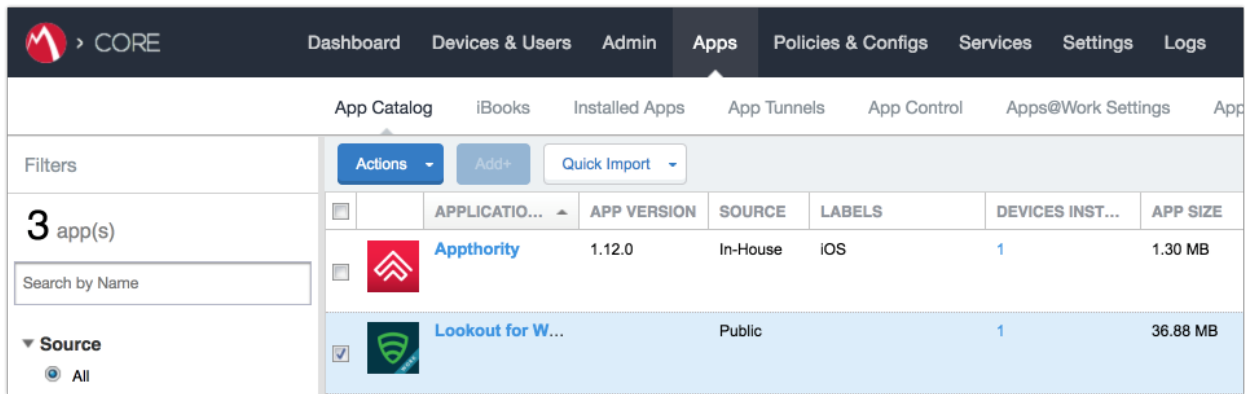 › CORE Dashboard Devices & Users Admin Apps Policies & Configs Services Settings Logs
App Catalog iBooks Installed Apps App Tunnels App Control Apps@Work Settings App
Filters
Actions Add+ Quick Import
3 app(s)
Search by Name
Source
All
APPLICATIO... APP VERSION SOURCE LABELS DEVICES INST... APP SIZE
Appthority 1.12.0 In-House iOS 1 1.30 MB
Lookout for W... Public 1 36.88 MB
WORK